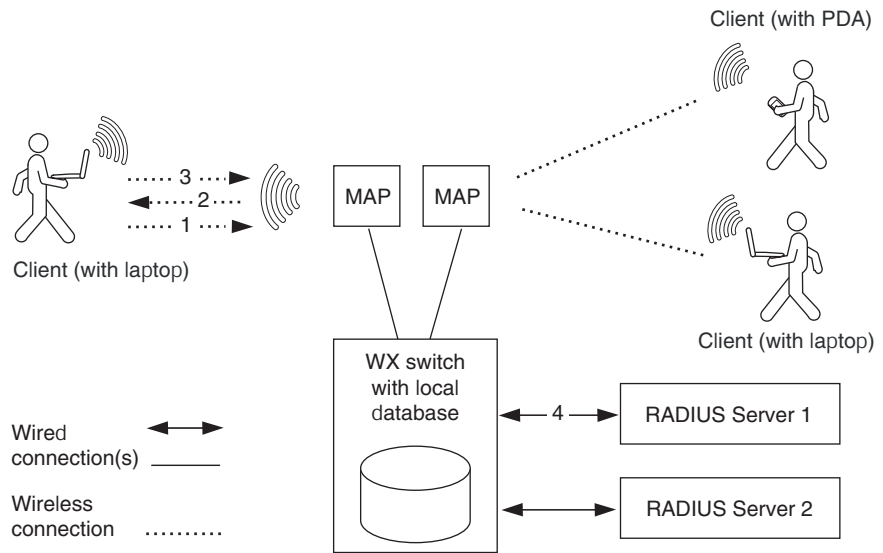 Client (with PDA)
3
2
1
MAP
MAP
Client (with laptop)
Client (with laptop)
WX switch
with local
database
4
RADIUS Server 1
RADIUS Server 2
Wired
connection(s)
Wireless
connection